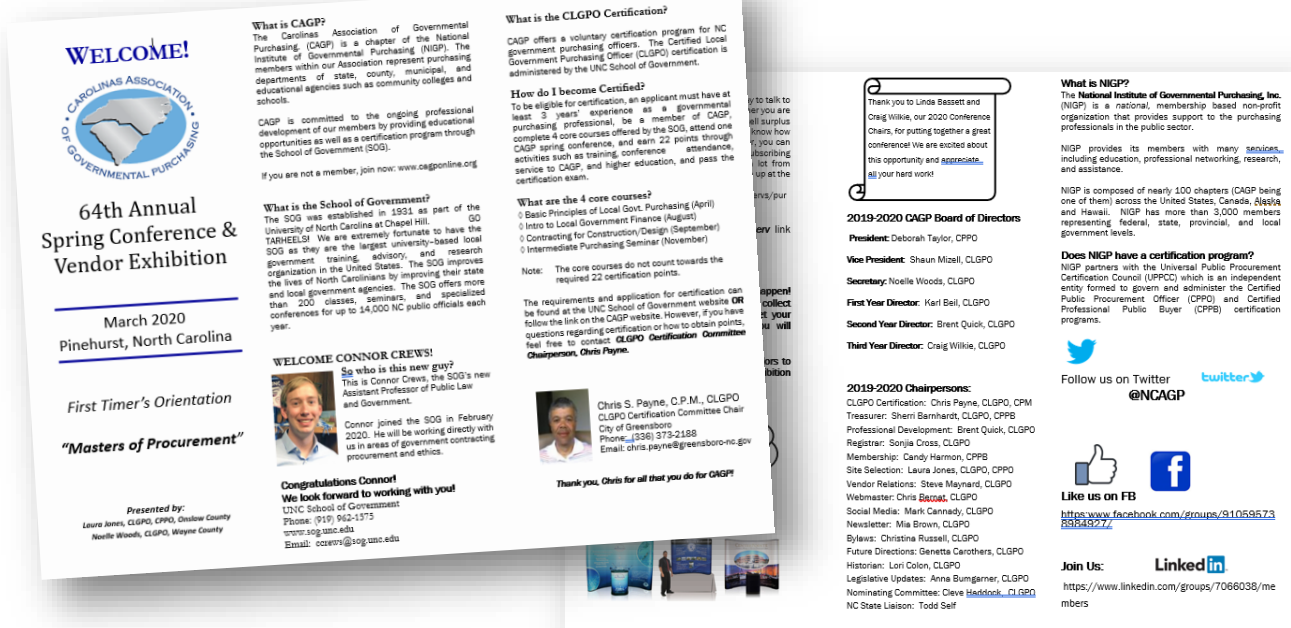 WELCOME!
CAROLINAS ASSOCIATION
OF GOVERNMENTAL PURCHASING
64th Annual
Spring Conference &
Vendor Exhibition
March 2020
Pinehurst, North Carolina
First Timer's Orientation
“Masters of Procurement”
Presented by:
Laura Jones, CLGPO, CPPO, Onslow County
Noelle Woods, CLGPO, Wayne County
What is CAGP?
The Carolinas Association of Governmental
Purchasing, (CAGP) is a chapter of the National
Institute of Governmental Purchasing (NIGP). The
members within our Association represent purchasing
departments of state, county, municipal, and
educational agencies such as community colleges and
schools.
CAGP is committed to the ongoing professional
development of our members by providing educational
opportunities as well as a certification program through
the School of Government (SOG).
If you are not a member, join now: www.cagponline.org
What is the School of Government?
The SOG was established in 1931 as part of the
University of North Carolina at Chapel Hill. GO
TARHEELS! We are extremely fortunate to have the
SOG as they are the largest university–based local
government training, advisory, and research
organization in the United States. The SOG improves
the lives of North Carolinians by improving their state
and local government agencies. The SOG offers more
than 200 classes, seminars, and specialized
conferences for up to 14,000 NC public officials each
year.
WELCOME CONNOR CREWS!
So who is this new guy?
This is Connor Crews, the SOG's new
Assistant Professor of Public Law
and Government.
Connor joined the SOG in February
2020. He will be working directly with
us in areas of government contracting
procurement and ethics.
Congratulations Connor!
We look forward to working with you!
UNC School of Government
Phone: (919) 962-1575
www.sog.unc.edu
Email: ccrews@sog.unc.edu
What is the CLGPO Certification?
CAGP offers a voluntary certification program for NC
government purchasing officers. The Certified Local
Government Purchasing Officer (CLGPO) certification is
administered by the UNC School of Government.
How do I become Certified?
To be eligible for certification, an applicant must have at
least 3 years' experience as a governmental
purchasing professional, be a member of CAGP,
complete 4 core courses offered by the SOG, attend one
CAGP spring conference, and earn 22 points through
activities such as training, conference attendance,
service to CAGP, and higher education, and pass the
certification exam.
What are the 4 core courses?
◊ Basic Principles of Local Govt. Purchasing (April)
◊ Intro to Local Government Finance (August)
◊ Contracting for Construction/Design (September)
◊ Intermediate Purchasing Seminar (November)
Note: The core courses do not count towards the
required 22 certification points.
The requirements and application for certification can
be found at the UNC School of Government website OR
follow the link on the CAGP website. However, if you have
questions regarding certification or how to obtain points,
feel free to contact CLGPO Certification Committee
Chairperson, Chris Payne.
Chris S. Payne, C.P.M., CLGPO
CLGPO Certification Committee Chair
City of Greensboro
Phone: (336) 373-2188
Email: chris.payne@greensboro-nc.gov
Thank you, Chris for all that you do for CAGP!
to talk to
you are
surplus
know how
you can
lot from
up at the
link
collect
your
will
to
Thank you to Linda Bassett and
Craig Wilkie, our 2020 Conference
Chairs, for putting together a great
conference! We are excited about
this opportunity and appreciate
all your hard work!
2019-2020 CAGP Board of Directors
President: Deborah Taylor, CPPO
Vice President: Shaun Mizell, CLGPO
Secretary: Noelle Woods, CLGPO
First Year Director: Karl Beil, CLGPO
Second Year Director: Brent Quick, CLGPO
Third Year Director: Craig Wilkie, CLGPO
2019-2020 Chairpersons:
CLGPO Certification: Chris Payne, CLGPO, CPM
Treasurer: Sherri Barnhardt, CLGPO, CPPB
Professional Development: Brent Quick, CLGPO
Registrar: Sonjia Cross, CLGPO
Membership: Candy Harmon, CPPB
Site Selection: Laura Jones, CLGPO, CPPO
Vendor Relations: Steve Maynard, CLGPO
Webmaster: Chris Bernat, CLGPO
Social Media: Mark Cannady, CLGPO
Newsletter: Mia Brown, CLGPO
Bylaws: Christina Russell, CLGPO
Future Directions: Genetta Carothers, CLGPO
Historian: Lori Colon, CLGPO
Legislative Updates: Anna Bumgarner, CLGPO
Nominating Committee: Cleve Haddock, CLGPO
NC State Liaison: Todd Self
What is NIGP?
The National Institute of Governmental Purchasing, Inc.
(NIGP) is a national, membership based non-profit
organization that provides support to the purchasing
professionals in the public sector.
NIGP provides its members with many services,
including education, professional networking, research,
and assistance.
NIGP is composed of nearly 100 chapters (CAGP being
one of them) across the United States, Canada, Alaska
and Hawaii. NIGP has more than 3,000 members
representing federal, state, provincial, and local
government levels.
Does NIGP have a certification program?
NIGP partners with the Universal Public Procurement
Certification Council (UPPCC) which is an independent
entity formed to govern and administer the Certified
Public Procurement Officer (CPPO) and Certified
Professional Public Buyer (CPPB) certification
programs.
Follow us on Twitter twitter
@NCAGP
Like us on FB
https:www.facebook.com/groups/91059573
8984927/
Join Us: LinkedIn
https://www.linkedin.com/groups/7066038/me
mbers